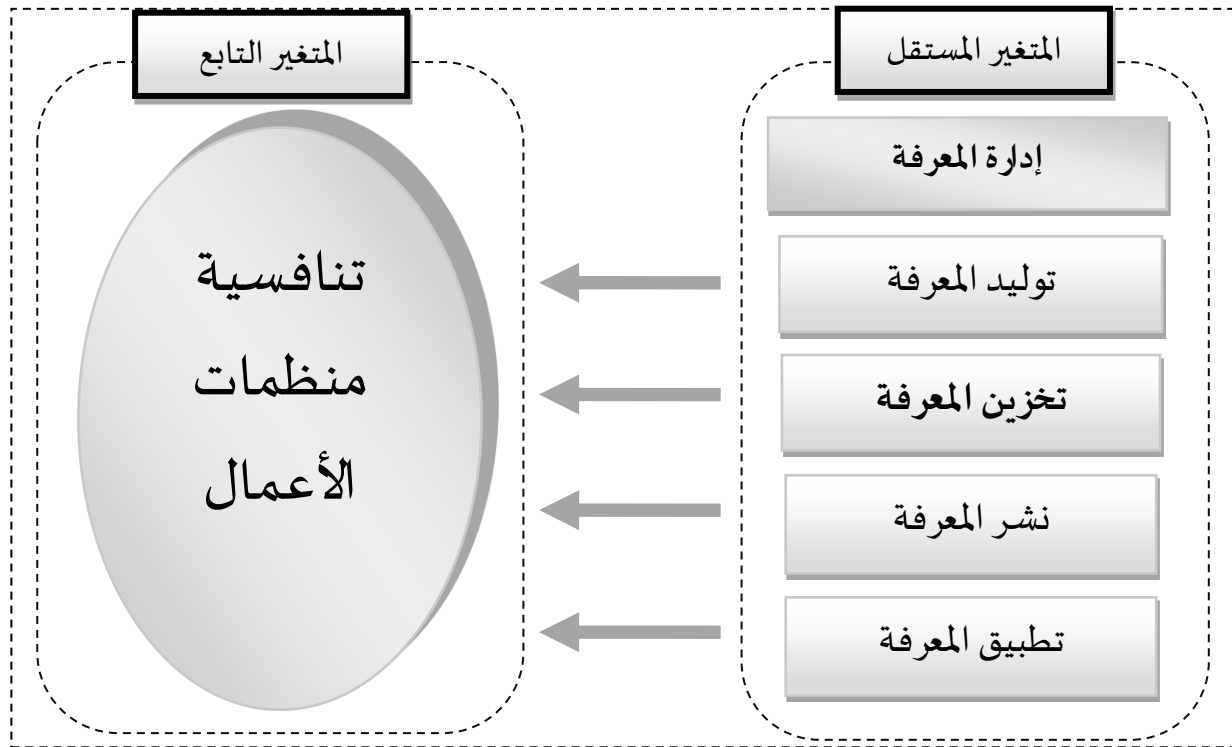 المتغير المستقل
إدارة المعرفة
توليد المعرفة
تخزين المعرفة
نشر المعرفة
تطبيق المعرفة
المتغير التابع
تنافسية
منظمات
الأعمال